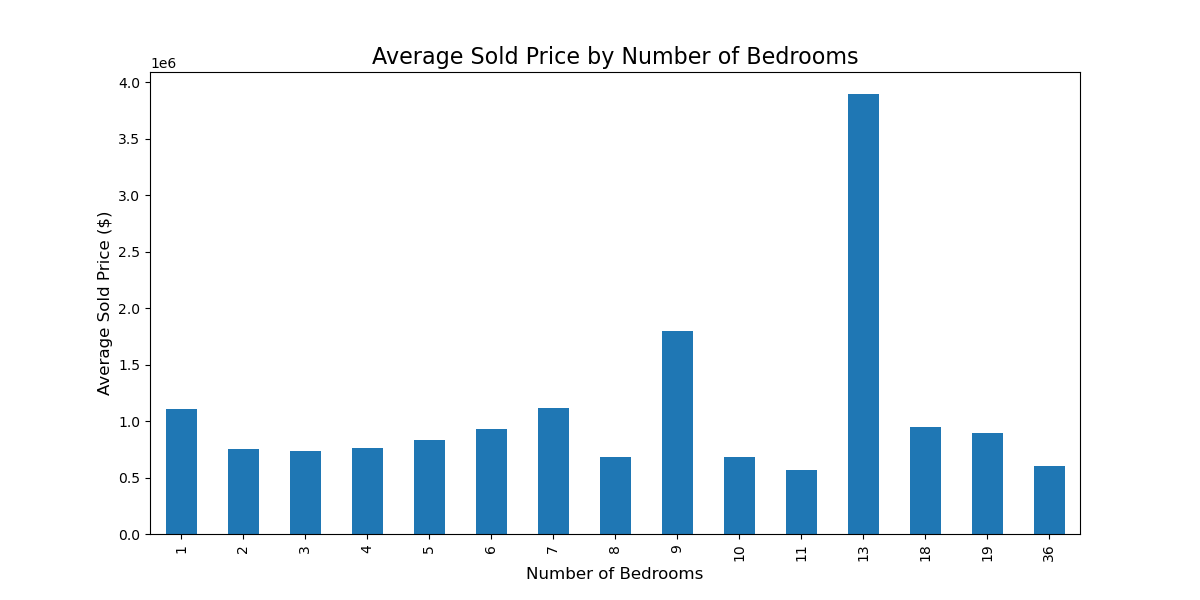 Average Sold Price by Number of Bedrooms
1e6
4.0
3.5
3.0
2.5
2.0
1.5
1.0
0.5
0.0
Average Sold Price ($)
1 2 3 4 5 6 7 8 9 10 11 13 18 19 36
Number of Bedrooms